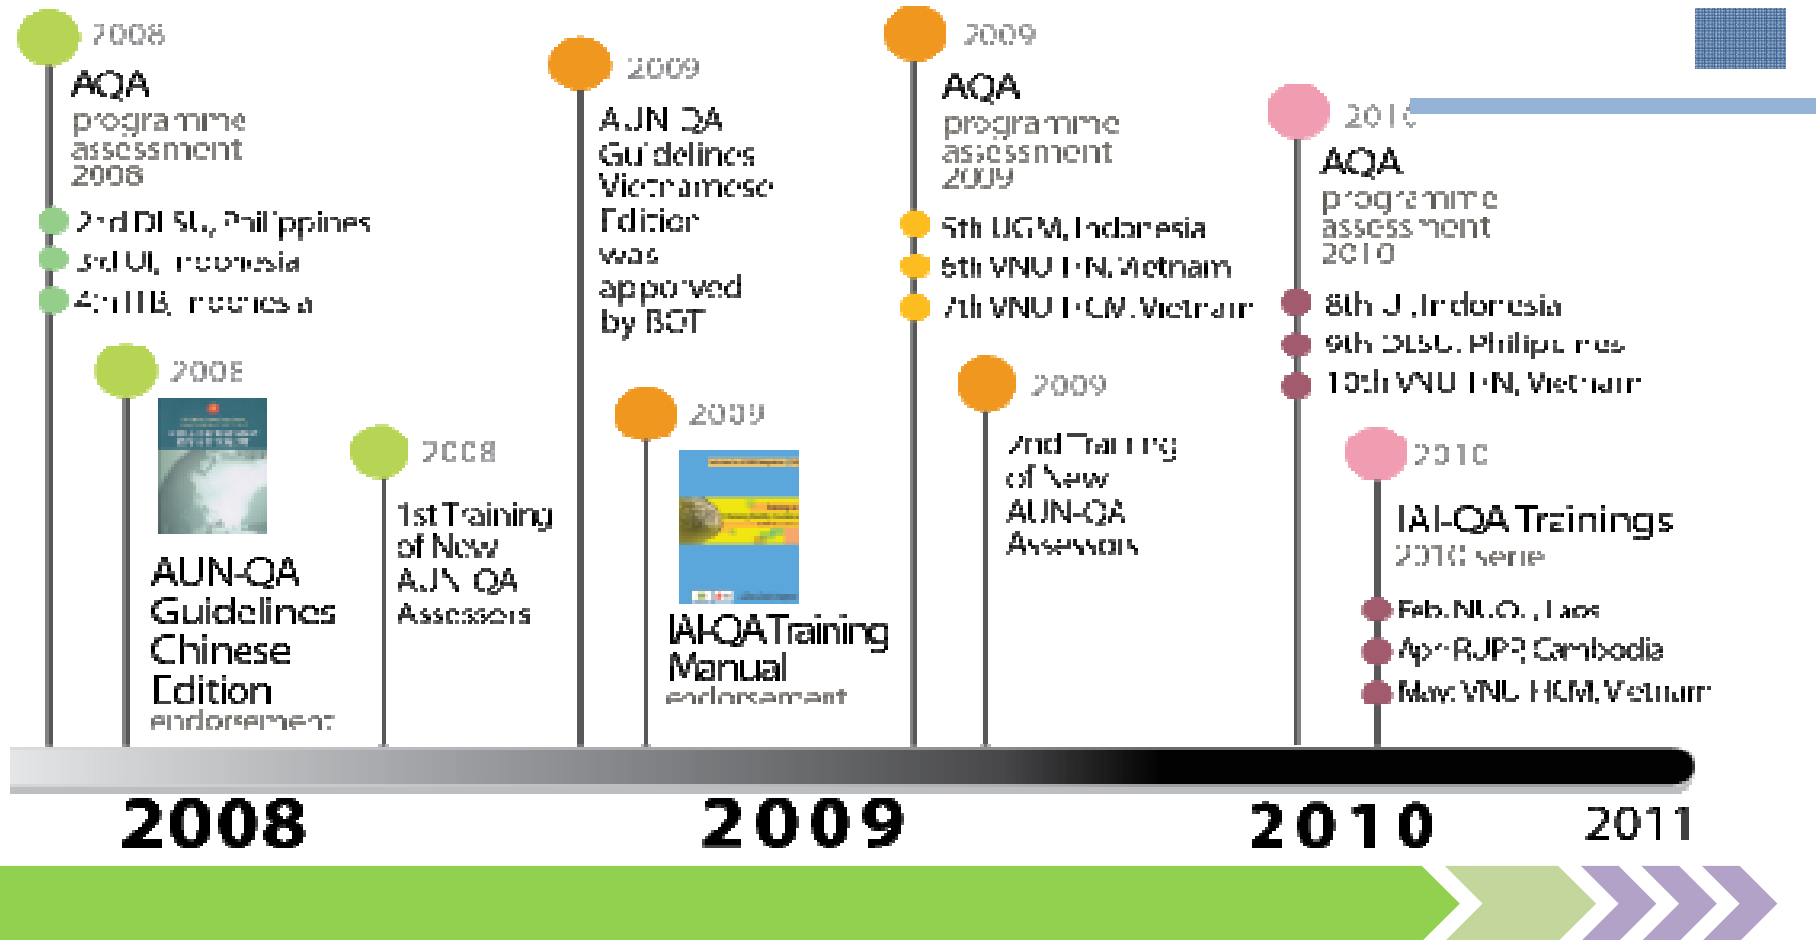 2008
AQA
programme
assessment
2008
2nd DLSU, Philippines
3rd UI, Indonesia
4th ITB, Indonesia
2008
AUN-QA
Guidelines
Chinese
Edition
endorsement
2008
1st Training
of New
AUN-QA
Assessors
2009
AUN-QA
Guidelines
Vietnamese
Edition
was
apporved
by BOT
2009
IAI-QA Training
Manual
endorsement
2009
AQA
programme
assessment
2009
5th UGM, Indonesia
6th VNU-HN, Vietnam
7th VNU-HCM, Vietnam
2009
2nd Training
of New
AUN-QA
Assessors
2010
AQA
programme
assessment
2010
8th UI, Indonesia
9th DLSU, Philippines
10th VNU-HN, Vietnam
2010
IAI-QA Trainings
2010 serie
Feb: NUOL, Laos
Apr: RUPP, Cambodia
May: VNU-HCM, Vietnam
2008
2009
2010
2011